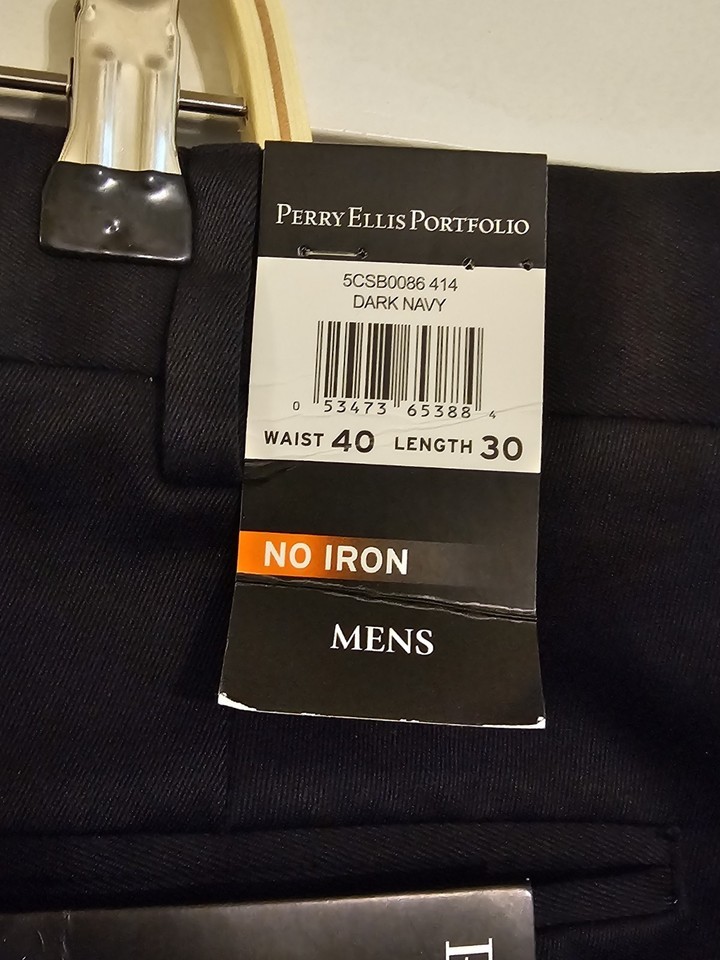 PERRY ELLIS PORTFOLIO
5CSB0086 414
DARK NAVY
0 53473 65388 4
WAIST 40 LENGTH 30
NO IRON
MENS